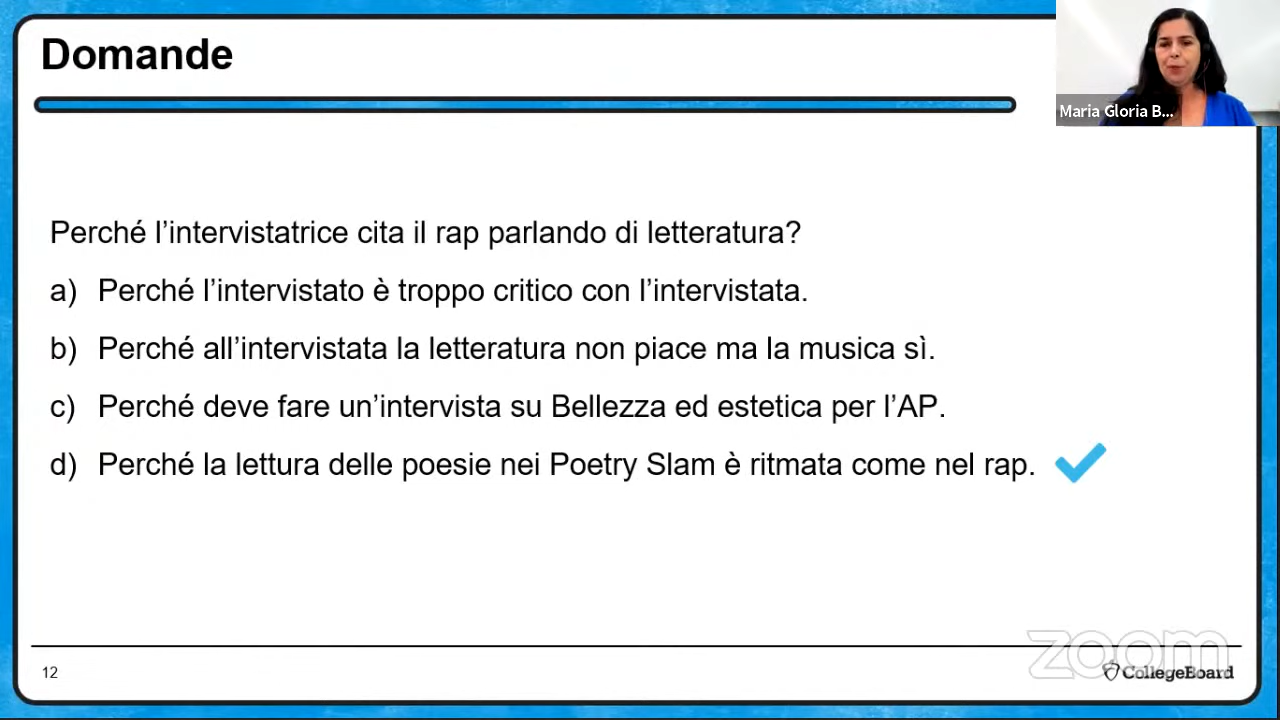 Domande
Maria Gloria B...
Perché l’intervistatrice cita il rap parlando di letteratura?
a) Perché l’intervistato è troppo critico con l’intervistata.
b) Perché all’intervistata la letteratura non piace ma la musica sì.
c) Perché deve fare un’intervista su Bellezza ed estetica per l’AP.
d) Perché la lettura delle poesie nei Poetry Slam è ritmata come nel rap.
zoom
12
CollegeBoard